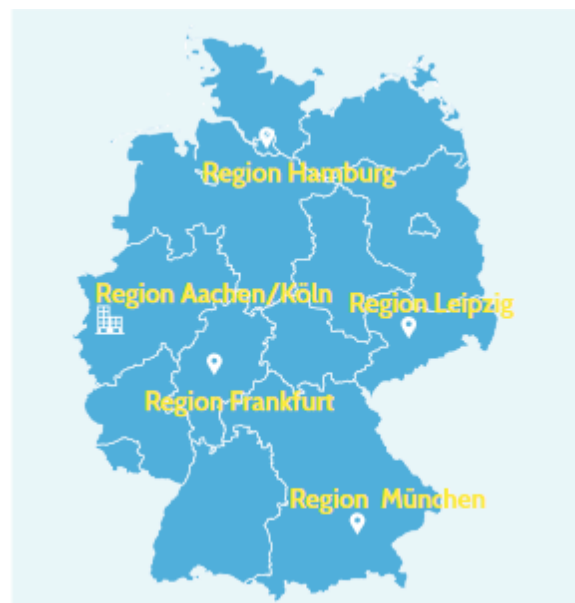 Region Hamburg
Region Aachen/Köln
Region Leipzig
Region Frankfurt
Region München